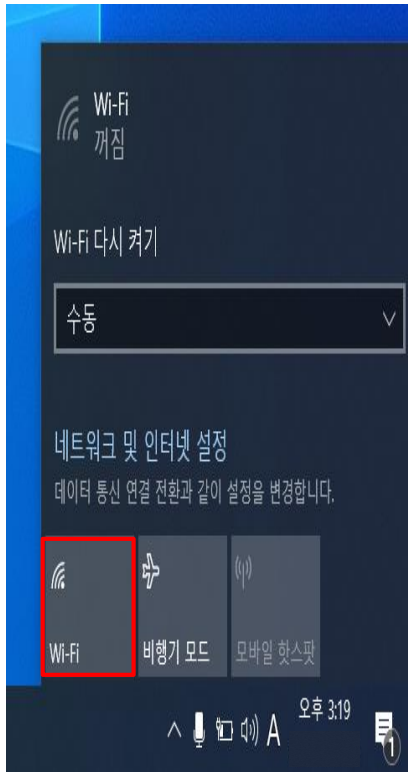 Wi-Fi
꺼짐
Wi-Fi 다시 켜기
수동
네트워크 및 인터넷 설정
데이터 통신 연결 전환과 같이 설정을 변경합니다.
Wi-Fi
비행기 모드
모바일 핫스팟
A 오후 3:19
1